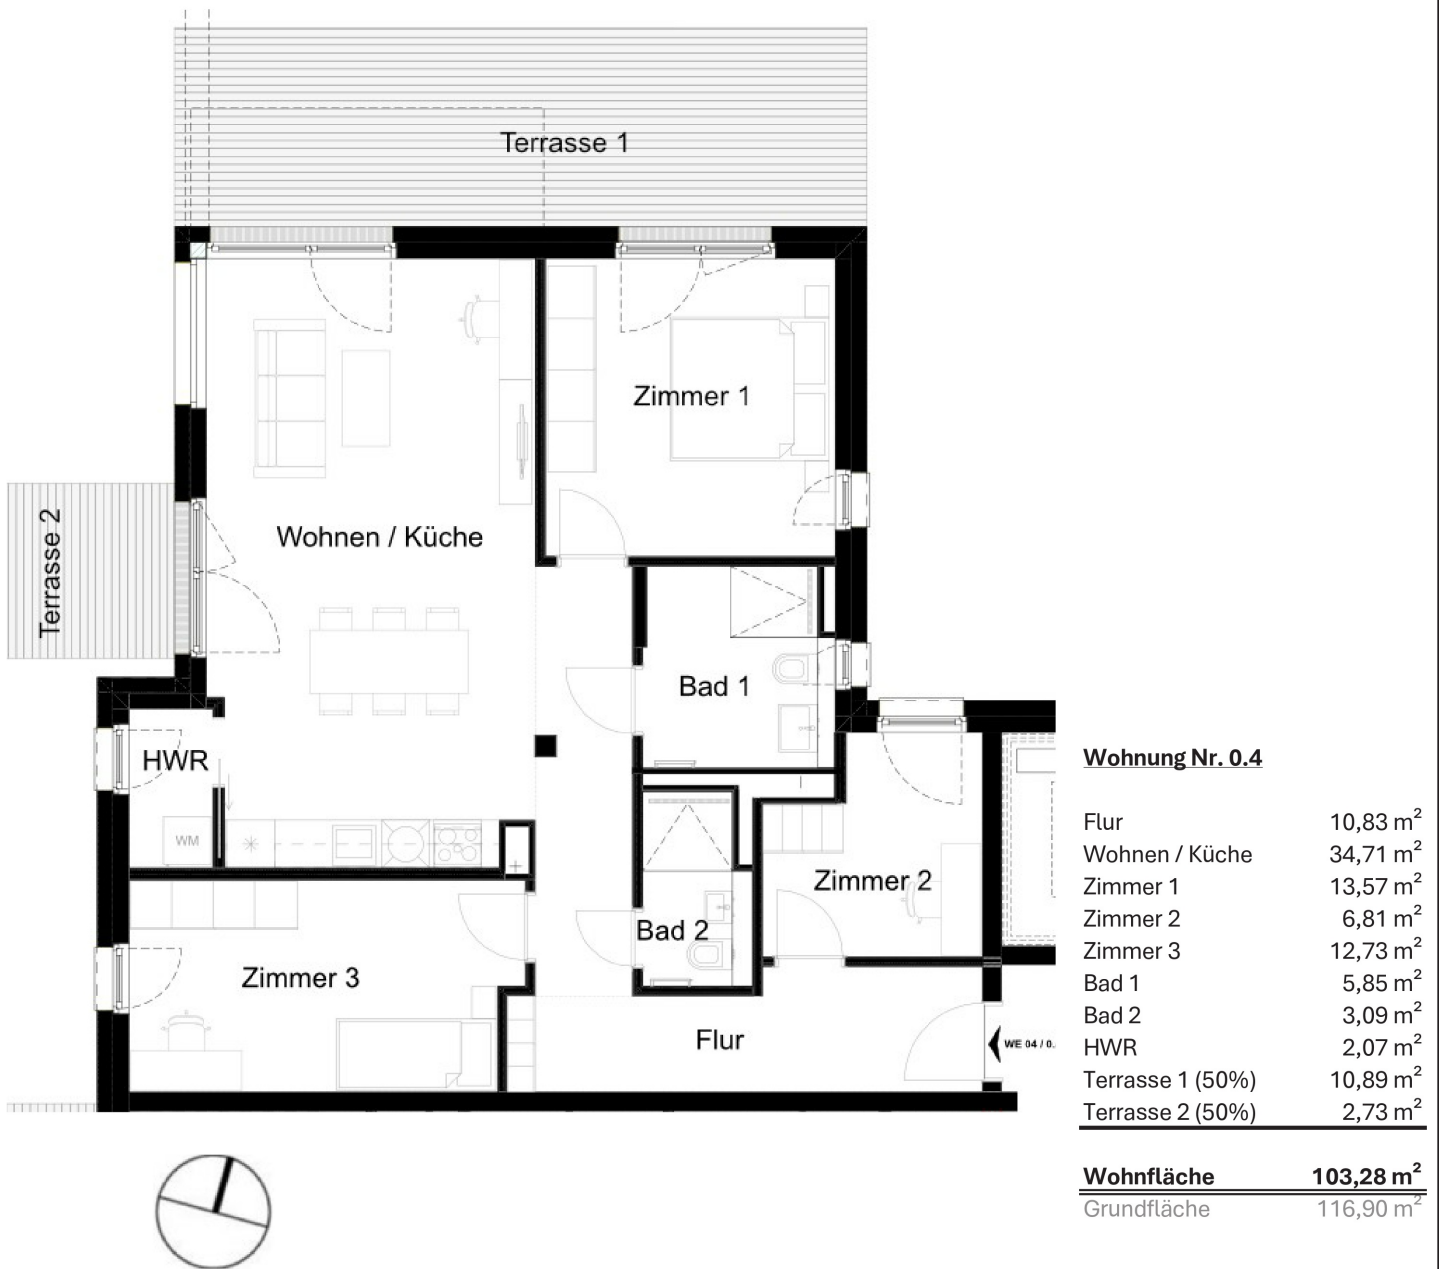 Terrasse 1
Zimmer 1
Terrasse 2
Wohnen / Küche
Bad 1
HWR
WM
Zimmer 2
Bad 2
Zimmer 3
Flur
WE 04 / 0.
Wohnung Nr. 0.4
Flur 10,83 m²
Wohnen / Küche 34,71 m²
Zimmer 1 13,57 m²
Zimmer 2 6,81 m²
Zimmer 3 12,73 m²
Bad 1 5,85 m²
Bad 2 3,09 m²
HWR 2,07 m²
Terrasse 1 (50%) 10,89 m²
Terrasse 2 (50%) 2,73 m²
Wohnfläche 103,28 m²
Grundfläche 116,90 m²